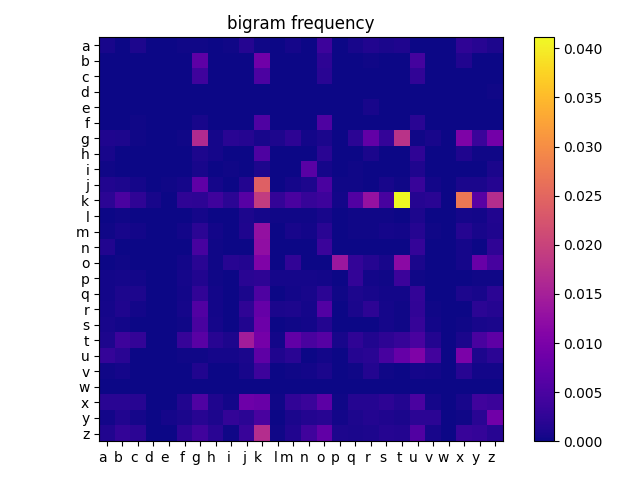 bigram frequency
a
b
c
d
e
f
g
h
i
j
k
l
m
n
o
p
q
r
s
t
u
v
w
x
y
z
a b c d e f g h i j k l m n o p q r s t u v w x y z
0.040
0.035
0.030
0.025
0.020
0.015
0.010
0.005
0.000